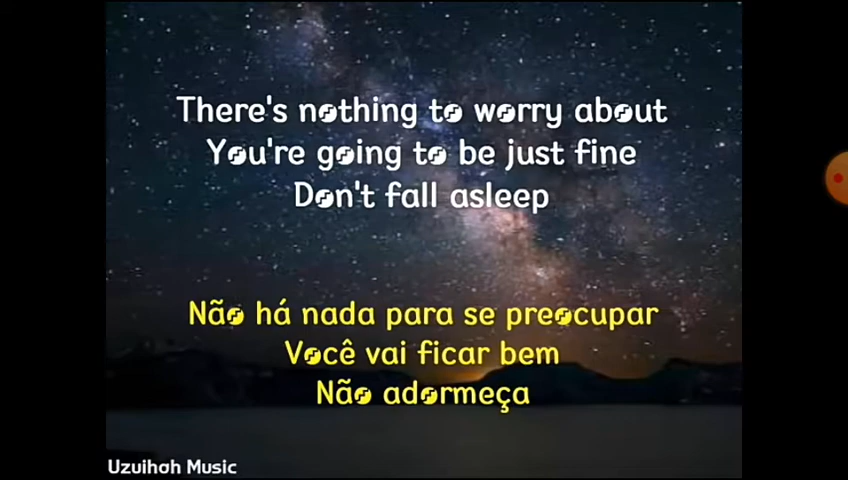 There's nothing to worry about
You're going to be just fine
Don't fall asleep
Não há nada para se preocupar
Você vai ficar bem
Não adormeça
Uzuihah Music